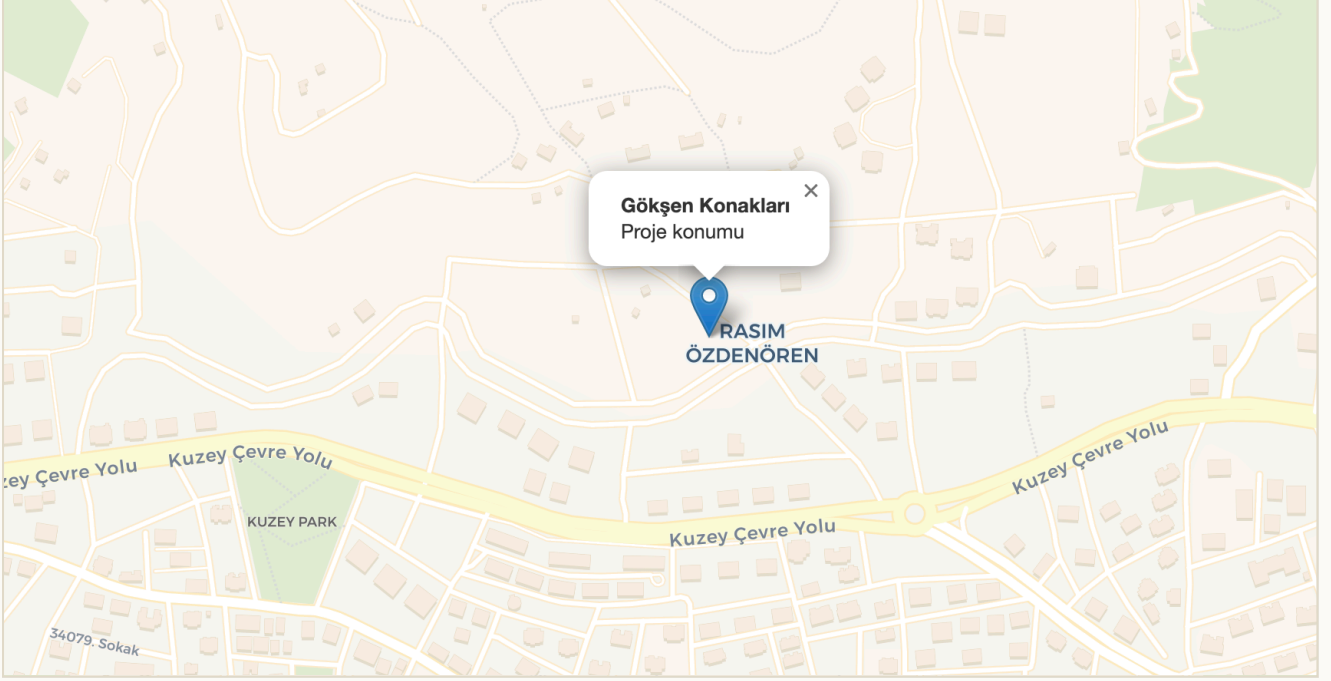 Gökşen Konakları
Proje konumu
RASIM
ÖZDENÖREN
Kuzey Çevre Yolu
zey Çevre Yolu
Kuzey Çevre Yolu
Kuzey Çevre Yolu
KUZEY PARK
34079. Sokak